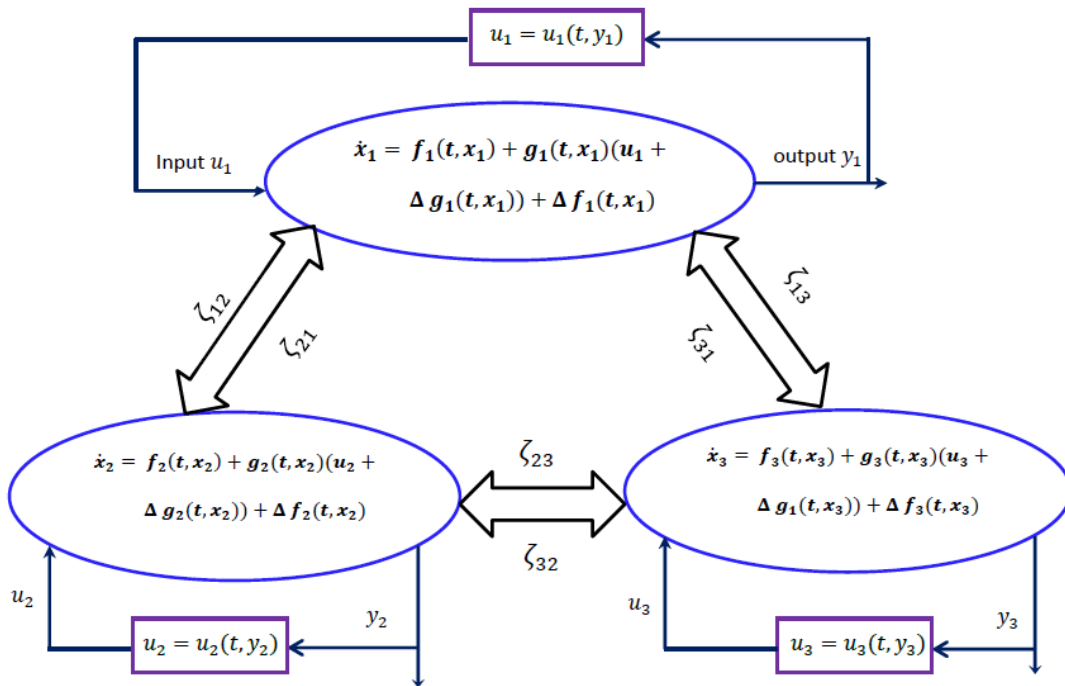 u₁ = u₁(t, y₁)
Input u₁
ẋ₁ = f₁(t, x₁) + g₁(t, x₁)(u₁ +
Δ g₁(t, x₁)) + Δ f₁(t, x₁)
output y₁
ζ₁₂
ζ₂₁
ζ₁₃
ζ₃₁
ẋ₂ = f₂(t, x₂) + g₂(t, x₂)(u₂ +
Δ g₂(t, x₂)) + Δ f₂(t, x₂)
ζ₂₃
ζ₃₂
ẋ₃ = f₃(t, x₃) + g₃(t, x₃)(u₃ +
Δ g₁(t, x₃)) + Δ f₃(t, x₃)
u₂
u₂ = u₂(t, y₂)
y₂
u₃
u₃ = u₃(t, y₃)
y₃